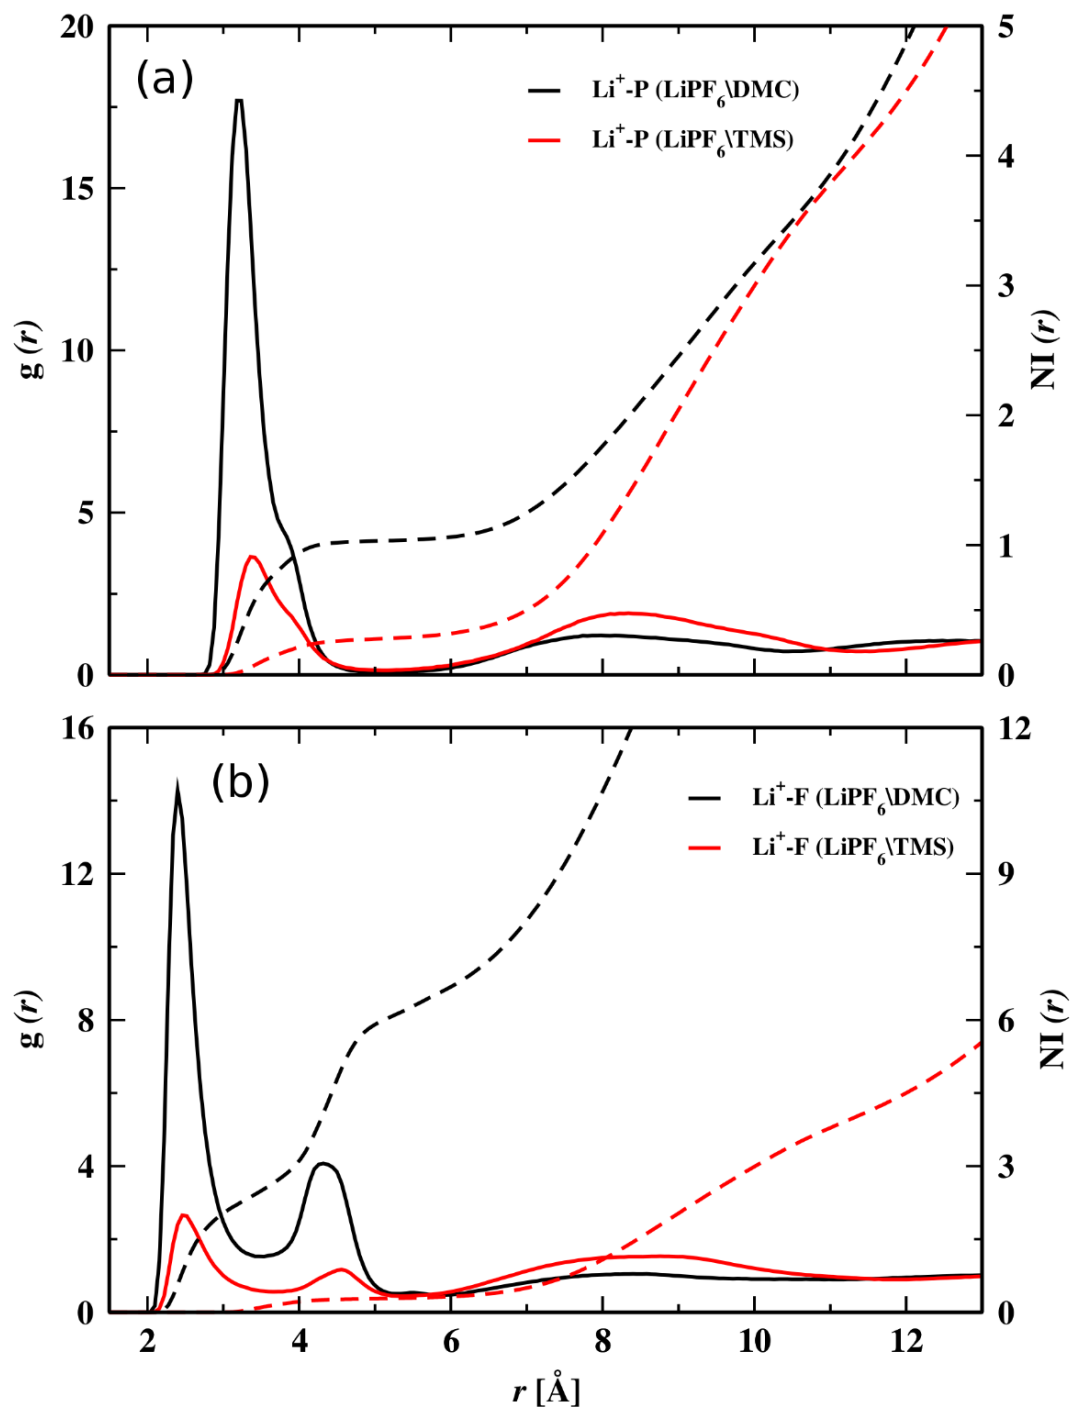 (a)
Li⁺-P (LiPF₆\DMC)
Li⁺-P (LiPF₆\TMS)
20
15
10
5
0
g (r)
5
4
3
2
1
0
NI (r)
(b)
Li⁺-F (LiPF₆\DMC)
Li⁺-F (LiPF₆\TMS)
16
12
8
4
0
g (r)
12
9
6
3
0
NI (r)
2 4 6 8 10 12
r [Å]